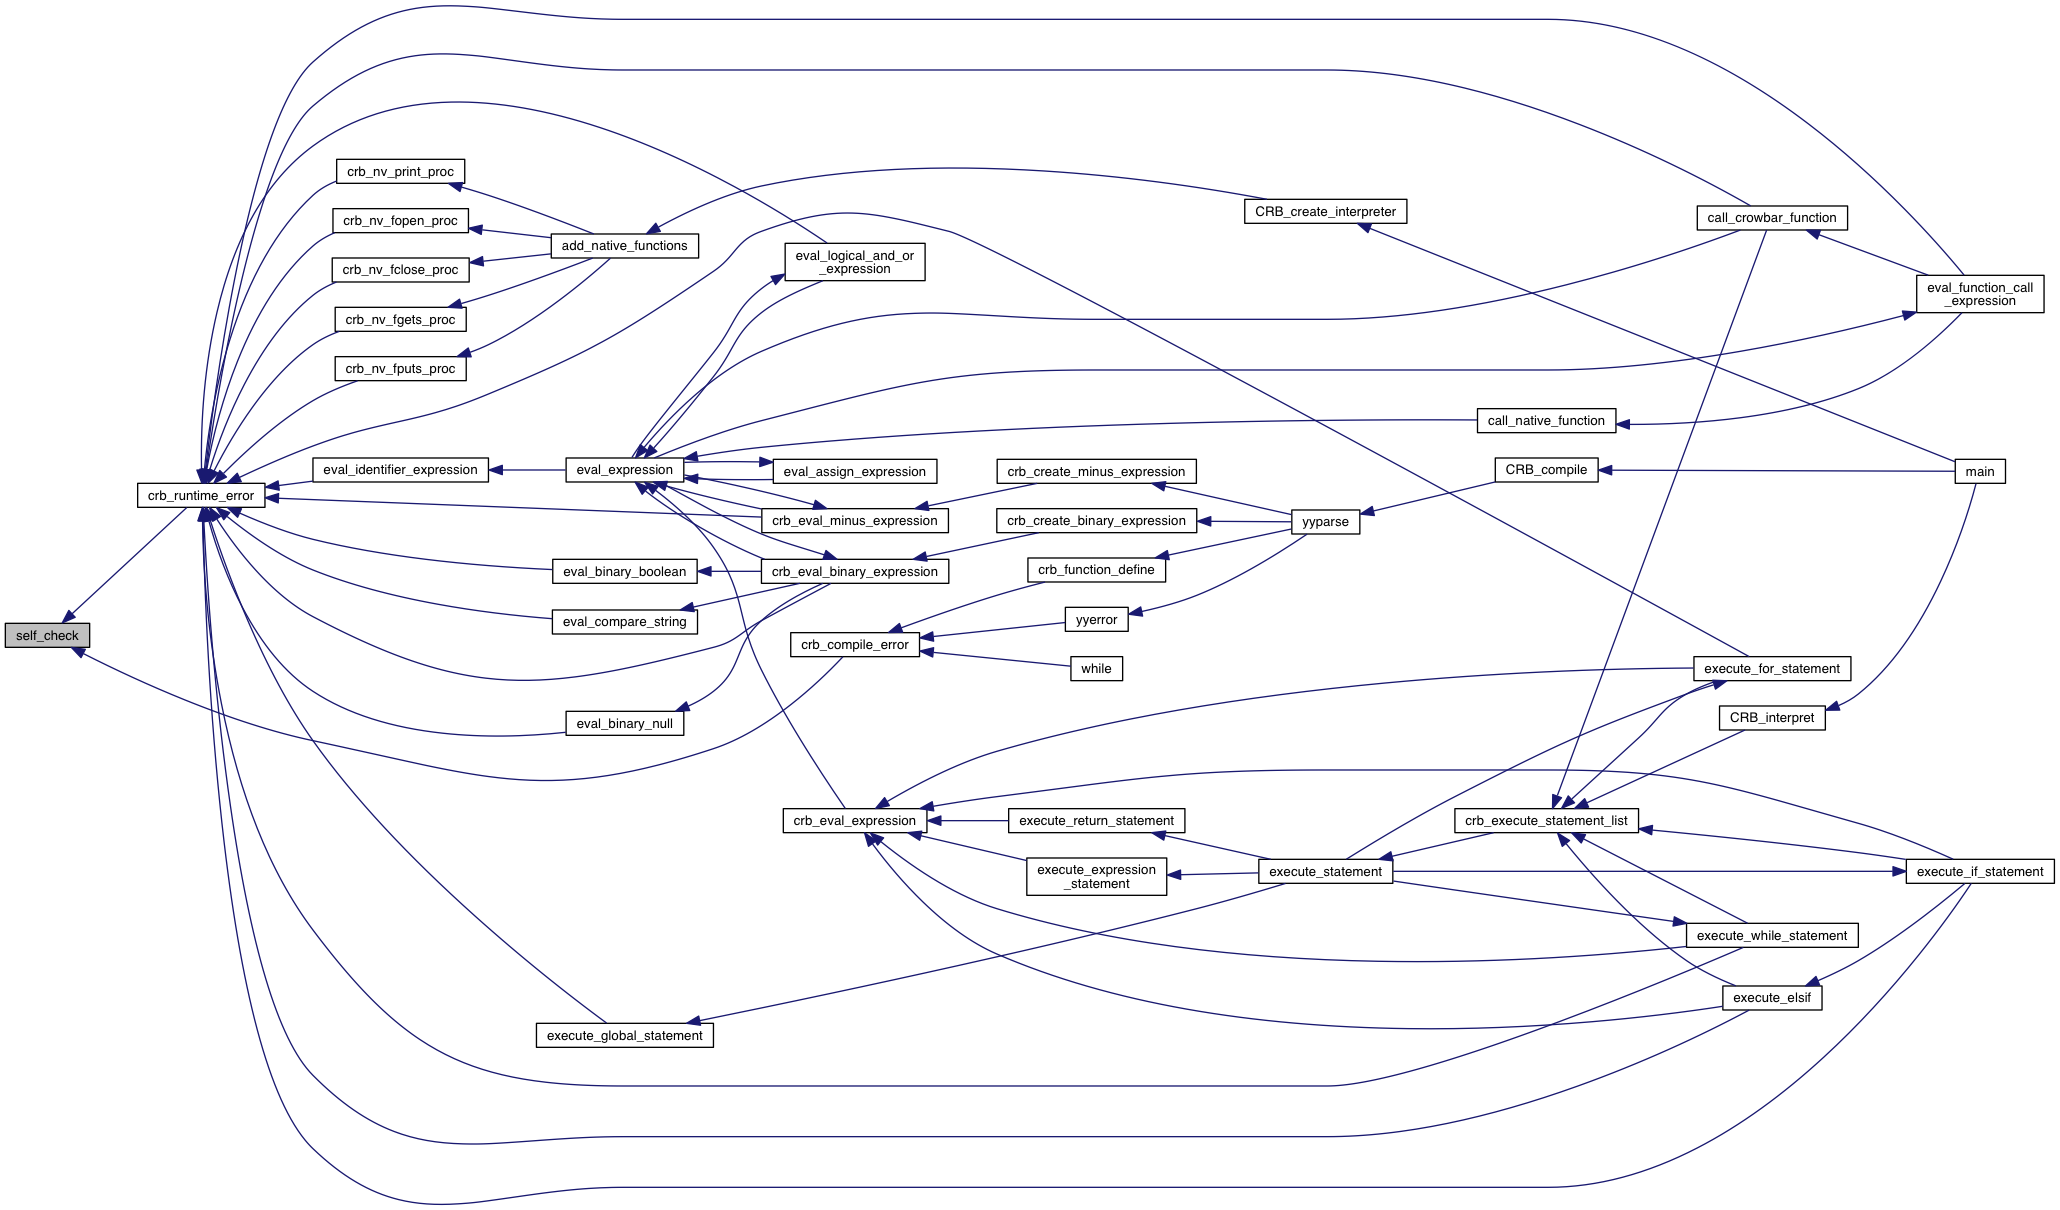 crb_nv_print_proc
crb_nv_fopen_proc
CRB_create_interpreter
call_crowbar_function
add_native_functions
eval_logical_and_or
_expression
crb_nv_fclose_proc
eval_function_call
_expression
crb_nv_fgets_proc
crb_nv_fputs_proc
call_native_function
eval_identifier_expression
eval_expression
eval_assign_expression
crb_create_minus_expression
CRB_compile
main
crb_runtime_error
crb_eval_minus_expression
crb_create_binary_expression
yyparse
eval_binary_boolean
crb_eval_binary_expression
crb_function_define
eval_compare_string
yyerror
self_check
crb_compile_error
while
execute_for_statement
eval_binary_null
CRB_interpret
crb_eval_expression
execute_return_statement
crb_execute_statement_list
execute_expression
_statement
execute_statement
execute_if_statement
execute_while_statement
execute_elsif
execute_global_statement